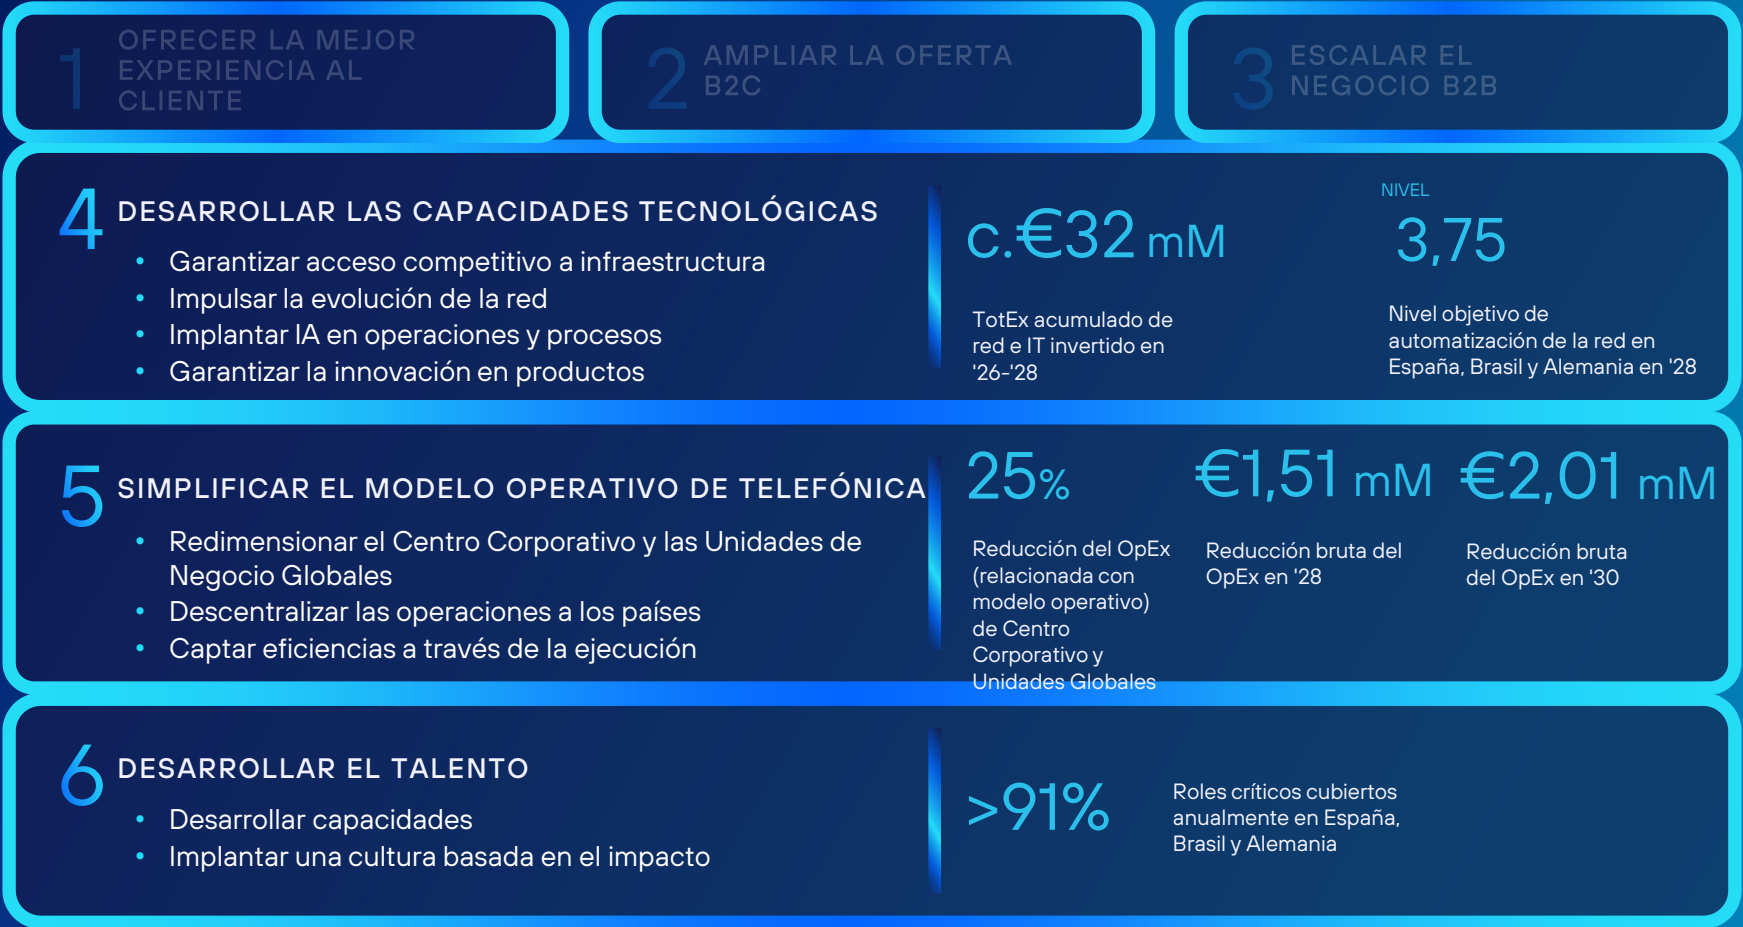 1
OFRECER LA MEJOR
EXPERIENCIA AL
CLIENTE
2
AMPLIAR LA OFERTA
B2C
3
ESCALAR EL
NEGOCIO B2B
4
DESARROLLAR LAS CAPACIDADES TECNOLÓGICAS
• Garantizar acceso competitivo a infraestructura
• Impulsar la evolución de la red
• Implantar IA en operaciones y procesos
• Garantizar la innovación en productos
c.€32 mM
TotEx acumulado de
red e IT invertido en
'26-'28
NIVEL
3,75
Nivel objetivo de
automatización de la red en
España, Brasil y Alemania en '28
5
SIMPLIFICAR EL MODELO OPERATIVO DE TELEFÓNICA
• Redimensionar el Centro Corporativo y las Unidades de
Negocio Globales
• Descentralizar las operaciones a los países
• Captar eficiencias a través de la ejecución
25%
Reducción del OpEx
(relacionada con
modelo operativo)
de Centro
Corporativo y
Unidades Globales
€1,51 mM
Reducción bruta del
OpEx en '28
€2,01 mM
Reducción bruta
del OpEx en '30
6
DESARROLLAR EL TALENTO
• Desarrollar capacidades
• Implantar una cultura basada en el impacto
>91%
Roles críticos cubiertos
anualmente en España,
Brasil y Alemania